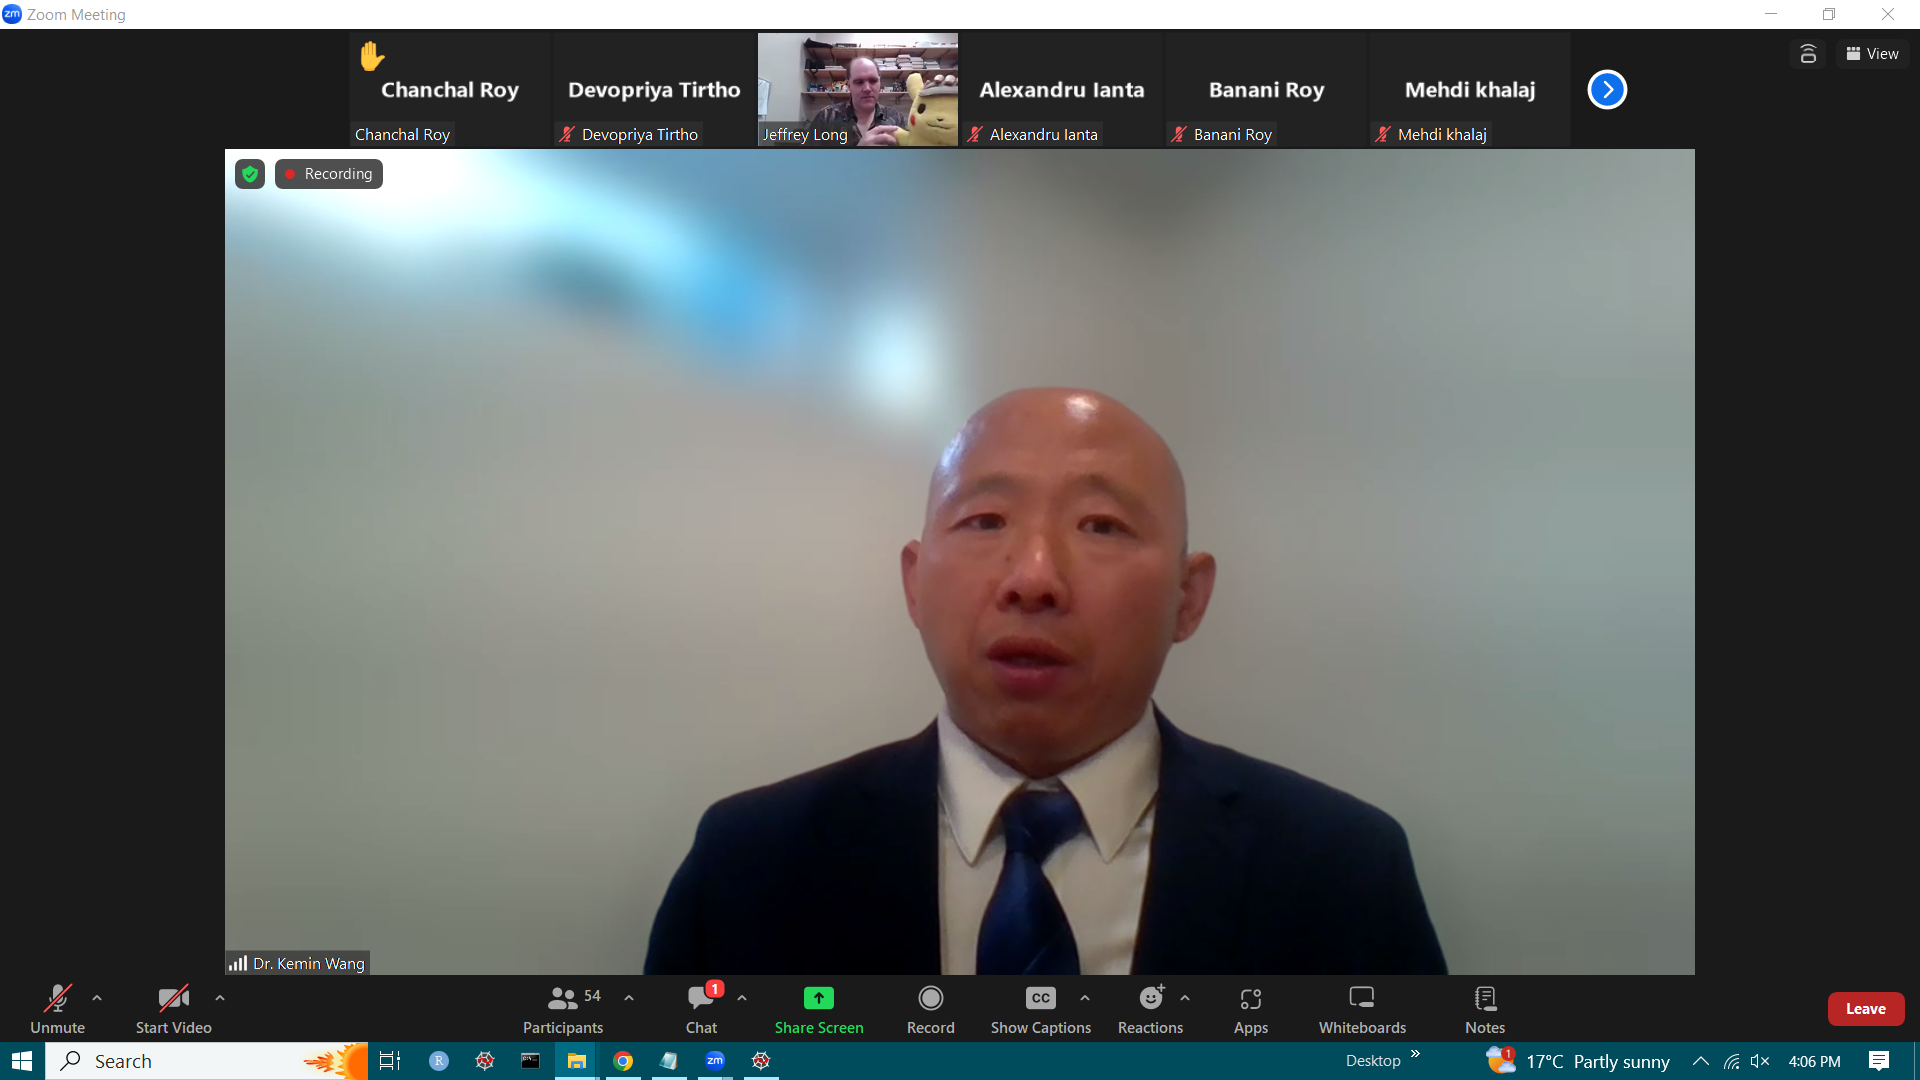 zm Zoom Meeting
Chanchal Roy
Devopriya Tirtho
Alexandru Ianta
Banani Roy
Mehdi khalaj
View
Chanchal Roy
Devopriya Tirtho
Jeffrey Long
Alexandru Ianta
Banani Roy
Mehdi khalaj
Recording
Dr. Kemin Wang
54
1
CC
Unmute
Start Video
Participants
Chat
Share Screen
Record
Show Captions
Reactions
Apps
Whiteboards
Notes
Leave
Search
R
zm
Desktop
1
17°C Partly sunny
4:06 PM